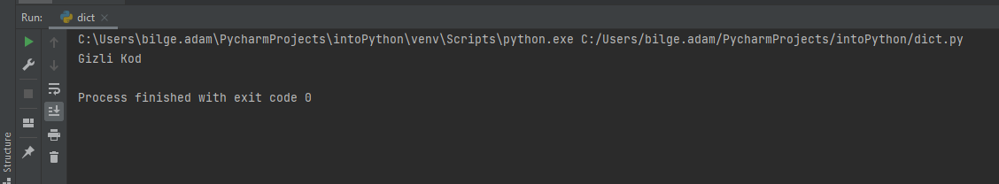 Run: dict
C:\Users\bilge.adam\PycharmProjects\intoPython\venv\Scripts\python.exe C:/Users/bilge.adam/PycharmProjects/intoPython/dict.py
Gizli Kod
Process finished with exit code 0
Structure